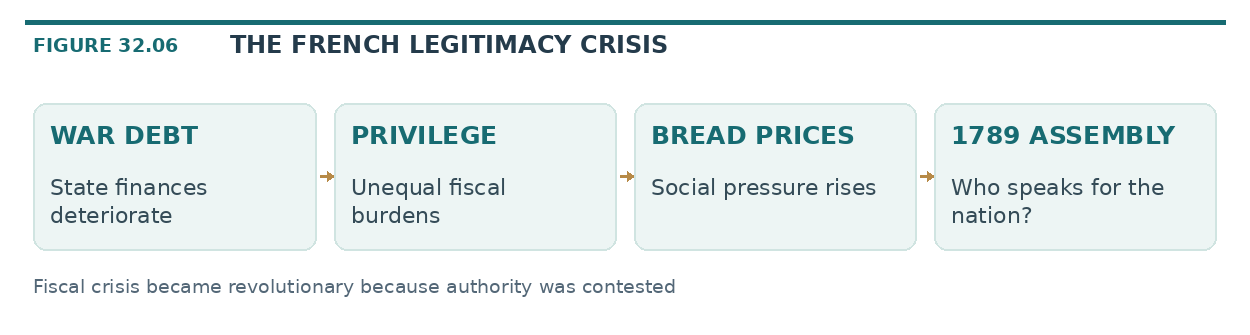 FIGURE 32.06 THE FRENCH LEGITIMACY CRISIS
WAR DEBT
State finances
deteriorate
PRIVILEGE
Unequal fiscal
burdens
BREAD PRICES
Social pressure rises
1789 ASSEMBLY
Who speaks for the
nation?
Fiscal crisis became revolutionary because authority was contested